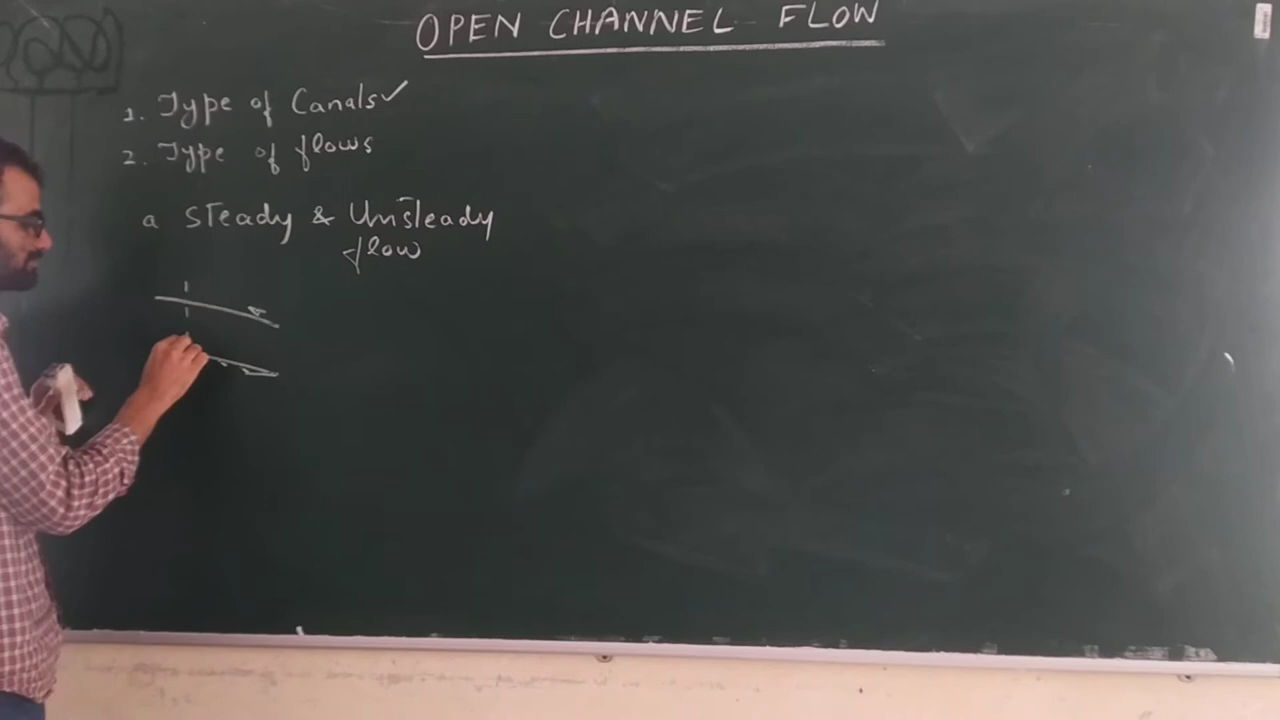 OPEN CHANNEL FLOW
1. Type of Canals ✓
2. Type of flows
a Steady & Unsteady
flow